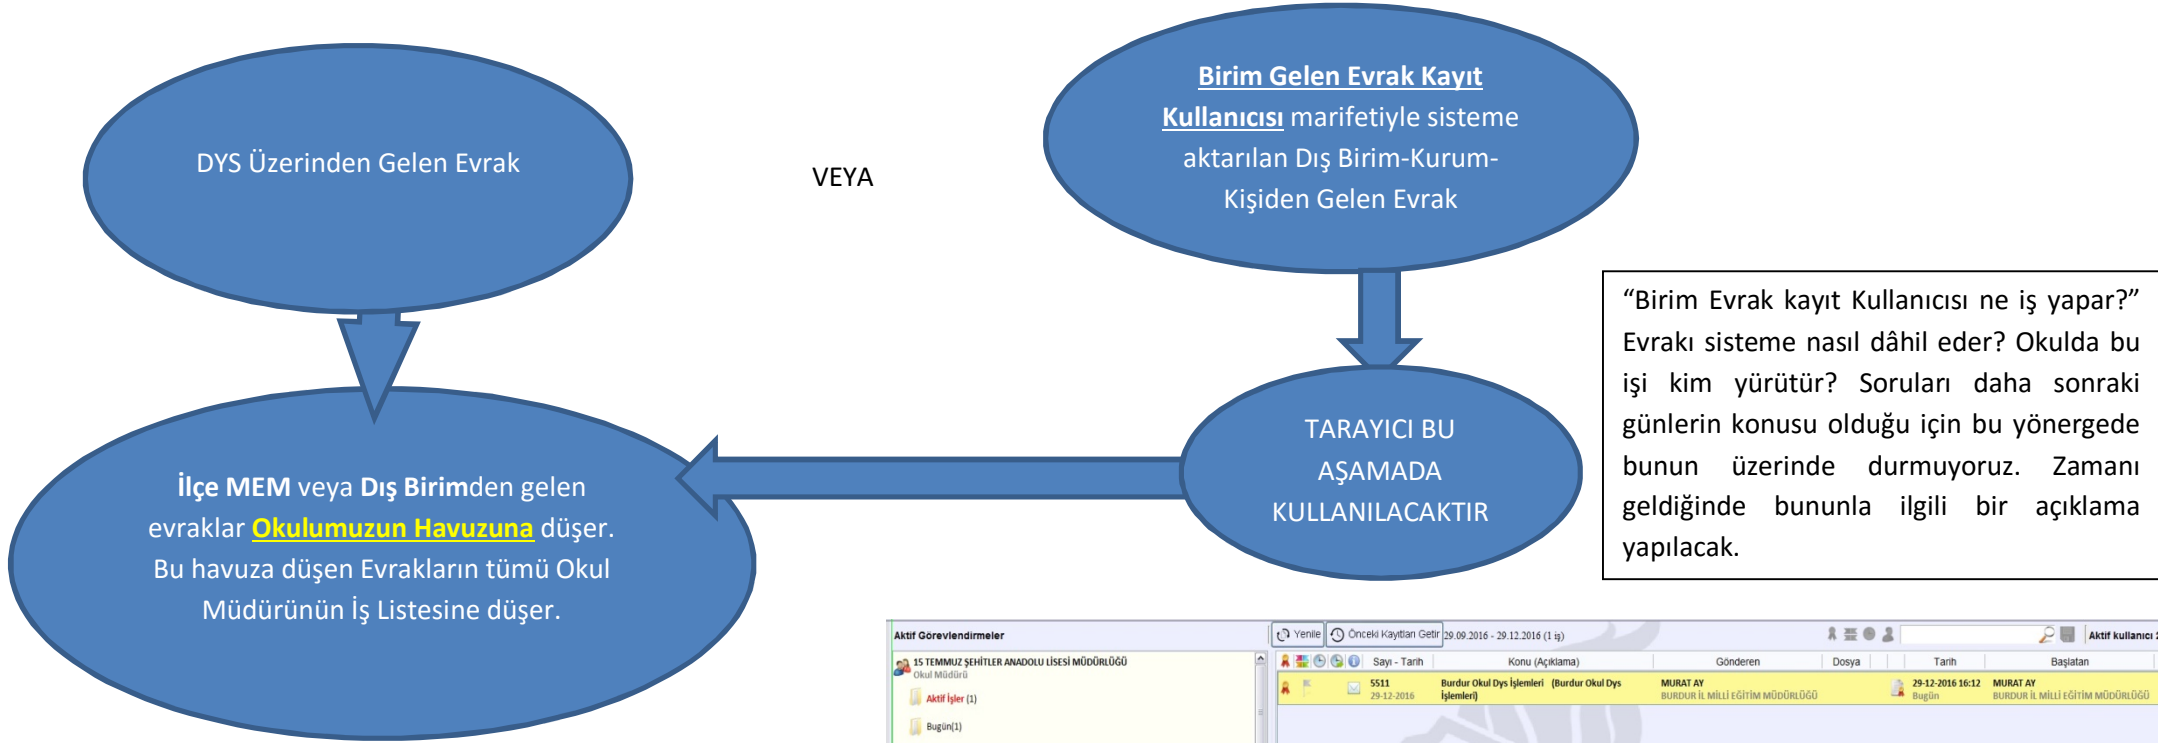 DYS Üzerinden Gelen Evrak
VEYA
Birim Gelen Evrak Kayıt
Kullanıcısı marifetiyle sisteme
aktarılan Dış Birim-Kurum-
Kişiden Gelen Evrak
“Birim Evrak kayıt Kullanıcısı ne iş yapar?”
Evrakı sisteme nasıl dâhil eder? Okulda bu
işi kim yürütür? Soruları daha sonraki
günlerin konusu olduğu için bu yönergede
bunun üzerinde durmuyoruz. Zamanı
geldiğinde bununla ilgili bir açıklama
yapılacak.
TARAYICI BU
AŞAMADA
KULLANILACAKTIR
İlçe MEM veya Dış Birimden gelen
evraklar Okulumuzun Havuzuna düşer.
Bu havuza düşen Evrakların tümü Okul
Müdürünün İş Listesine düşer.
Aktif Görevlendirmeler
15 TEMMUZ ŞEHİTLER ANADOLU LİSESİ MÜDÜRLÜĞÜ
Okul Müdürü
Aktif İşler (1)
Bugün(1)
Yenile Önceki Kayıtları Getir 29.09.2016 - 29.12.2016 (1 iş) Aktif kullanıcı 2
Sayı - Tarih Konu (Açıklama) Gönderen Dosya Tarih Başlatan
5511 Burdur Okul Dys İşlemleri (Burdur Okul Dys MURAT AY 29-12-2016 16:12 MURAT AY
29-12-2016 İşlemleri) BURDUR İL MİLLİ EĞİTİM MÜDÜRLÜĞÜ Bugün BURDUR İL MİLLİ EĞİTİM MÜDÜRLÜĞÜ